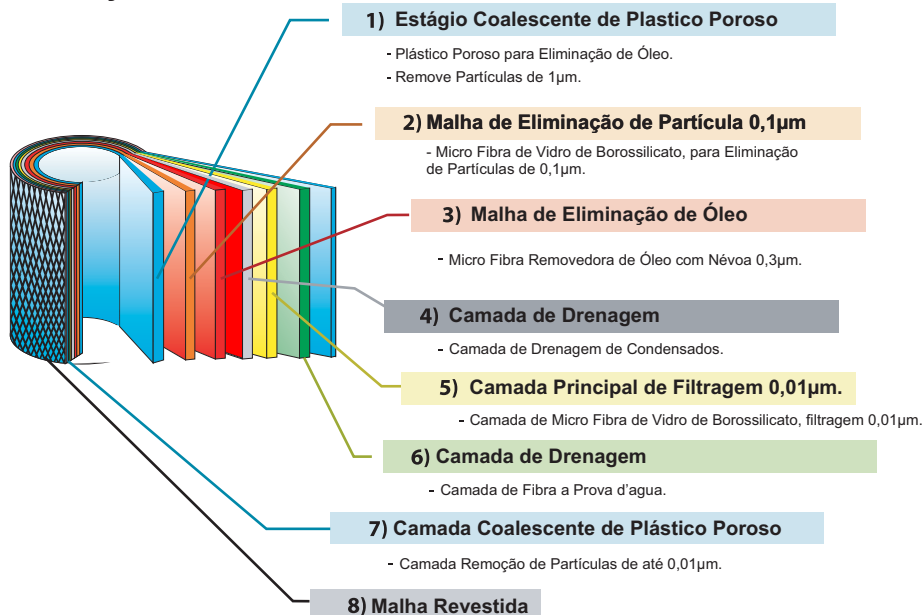 1) Estágio Coalescente de Plastico Poroso
- Plástico Poroso para Eliminação de Óleo.
- Remove Partículas de 1µm.
2) Malha de Eliminação de Partícula 0,1µm
- Micro Fibra de Vidro de Borossilicato, para Eliminação
de Partículas de 0,1µm.
3) Malha de Eliminação de Óleo
- Micro Fibra Removedora de Óleo com Névoa 0,3µm.
4) Camada de Drenagem
- Camada de Drenagem de Condensados.
5) Camada Principal de Filtragem 0,01µm.
- Camada de Micro Fibra de Vidro de Borossilicato, filtragem 0,01µm.
6) Camada de Drenagem
- Camada de Fibra a Prova d'agua.
7) Camada Coalescente de Plástico Poroso
- Camada Remoção de Partículas de até 0,01µm.
8) Malha Revestida